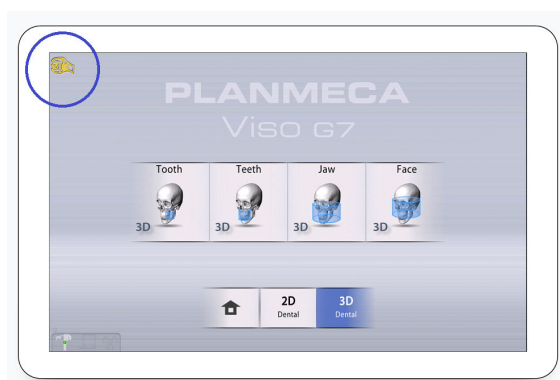 PLANMECA
VISO G7
Tooth
Teeth
Jaw
Face
3D
3D
3D
3D
2D
3D
Dental
Dental